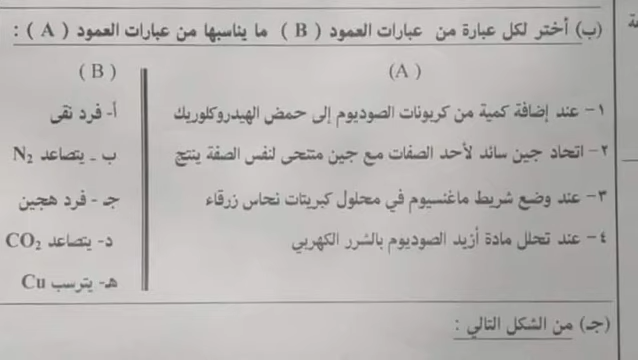 (ب) أختر لكل عبارة من عبارات العمود ( B ) ما يناسبها من عبارات العمود ( A ) :
( A )
( B )
١- عند إضافة كمية من كربونات الصوديوم إلى حمض الهيدروكلوريك
أ- فرد نقى
٢- اتحاد جين سائد لأحد الصفات مع جين متنحى لنفس الصفة ينتج
ب - يتصاعد N₂
٣- عند وضع شريط ماغنسيوم في محلول كبريتات نحاس زرقاء
جـ - فرد هجين
٤- عند تحلل مادة أزيد الصوديوم بالشرر الكهربي
د- يتصاعد CO₂
هـ- يترسب Cu
(جـ) من الشكل التالي :